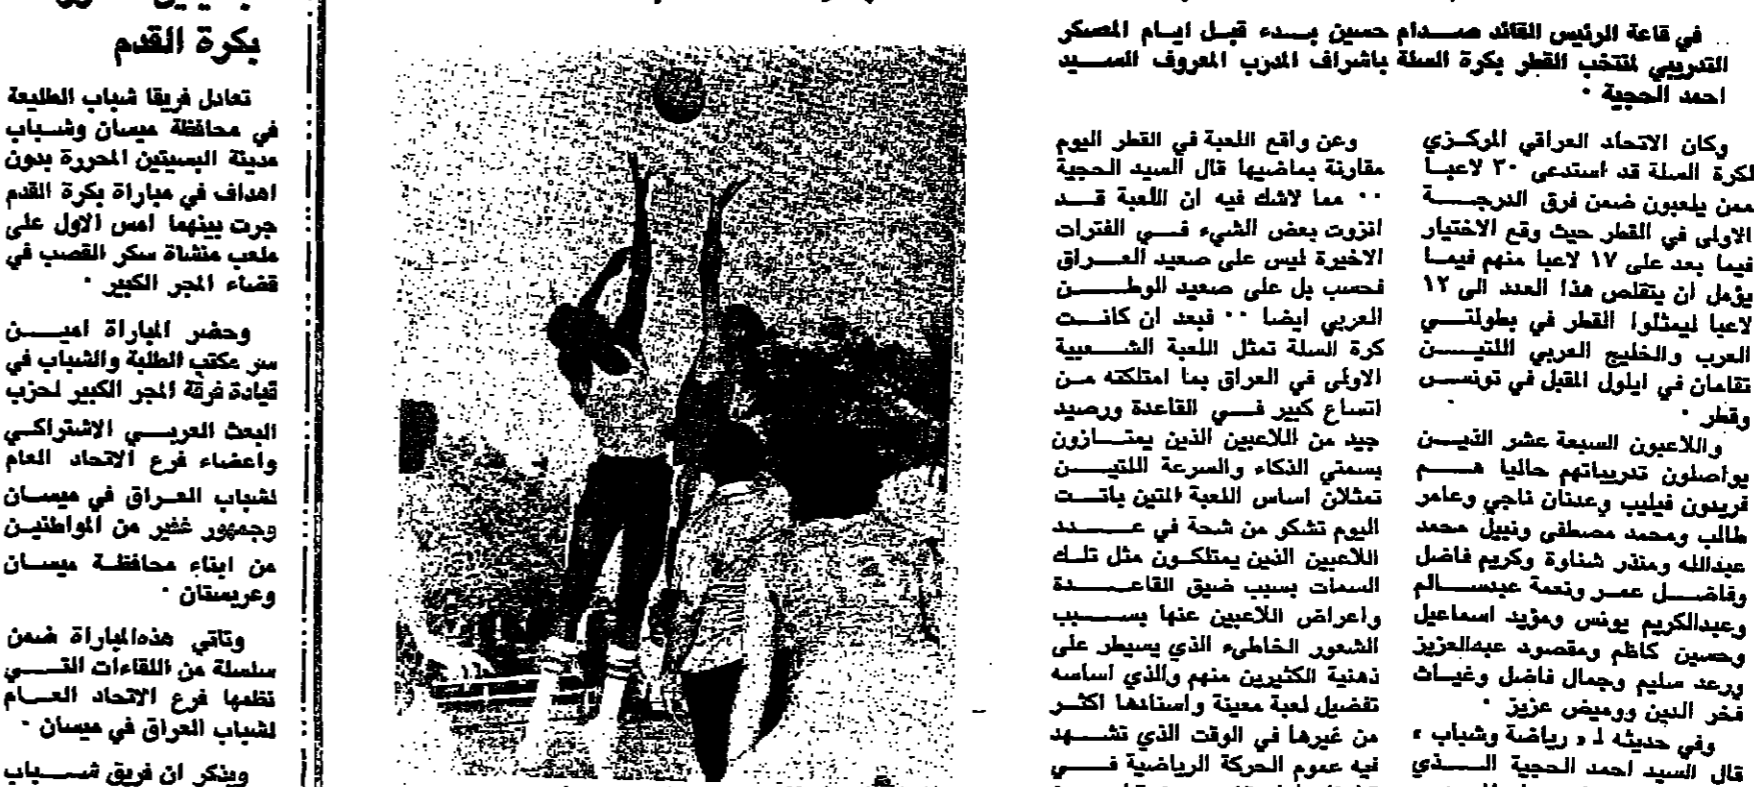 في قاعة الرئيس القائد صدام حسين بدء قبل ايام المعسكر
التدريبي لمنتخب القطر بكرة السلة باشراف المدرب المعروف السيد
احمد الحجية ٠
وكان الاتحاد العراقي المركزي
لكرة السلة قد استدعى ٣٠ لاعبا
ممن يلعبون ضمن فرق الدرجة
الاولى في القطر حيث وقع الاختيار
فيما بعد على ١٧ لاعبا منهم فيما
يؤمل ان يتقلص هذا العدد الى ١٢
لاعبا ليمثلوا القطر في بطولتي
العرب والخليج العربي اللتين
تقامان في ايلول المقبل في تونس
وقطر ٠
واللاعبون السبعة عشر الذين
يواصلون تدريباتهم حاليا هم
فريدون فيليب وعدنان ناجي وعامر
طالب ومحمد مصطفى ونبيل محمد
عبدالله ومنذر شناوة وكريم فاضل
وفاضل عمر ونعمة عبدسالم
وعبدالكريم يونس ومؤيد اسماعيل
وحسين كاظم ومقصود عبدالعزيز
ورعد سليم وجمال فاضل وغياث
فخر الدين ووميض عزيز ٠
وفي حديثه لـ « رياضة وشباب »
قال السيد احمد الحجية الذي
وعن واقع اللعبة في القطر اليوم
مقارنة بماضيها قال السيد الحجية
٠٠ مما لاشك فيه ان اللعبة قد
انزوت بعض الشيء في الفترات
الاخيرة ليس على صعيد العراق
فحسب بل على صعيد الوطن
العربي ايضا ٠٠ فبعد ان كانت
كرة السلة تمثل اللعبة الشعبية
الاولى في العراق بما امتلكته من
اتساع كبير في القاعدة ورصيد
جيد من اللاعبين الذين يمتازون
بسمتي الذكاء والسرعة اللتين
تمثلان اساس اللعبة المتين باتت
اليوم تشكو من شحة في عدد
اللاعبين الذين يمتلكون مثل تلك
السمات بسبب ضيق القاعدة
واعراض اللاعبين عنها بسبب
الشعور الخاطىء الذي يسيطر على
ذهنية الكثيرين منهم والذي اساسه
تفضيل لعبة معينة واسنادها اكثر
من غيرها في الوقت الذي تشهد
فيه عموم الحركة الرياضية في
بكرة القدم
تعادل فريقا شباب الطليعة
في محافظة ميسان وشباب
مدينة البسيتين المحررة بدون
اهداف في مباراة بكرة القدم
جرت بينهما امس الاول على
ملعب منشاة سكر القصب في
قضاء المجر الكبير ٠
وحضر المباراة امين
سر مكتب الطلبة والشباب في
قيادة فرقة المجر الكبير لحزب
البعث العربي الاشتراكي
واعضاء فرع الاتحاد العام
لشباب العراق في ميسان
وجمهور غفير من المواطنين
من ابناء محافظة ميسان
وعربستان ٠
وتاتي هذه المباراة ضمن
سلسلة من اللقاءات التي
نظمها فرع الاتحاد العام
لشباب العراق في ميسان ٠
ويذكر ان فريق شباب